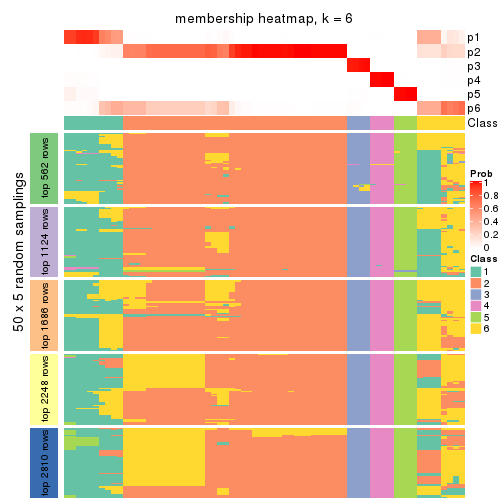 membership heatmap, k = 6
p1
p2
p3
p4
p5
p6
Class
50 x 5 random samplings
top 562 rows
top 1124 rows
top 1686 rows
top 2248 rows
top 2810 rows
Prob
1
0.8
0.6
0.4
0.2
0
Class
1
2
3
4
5
6